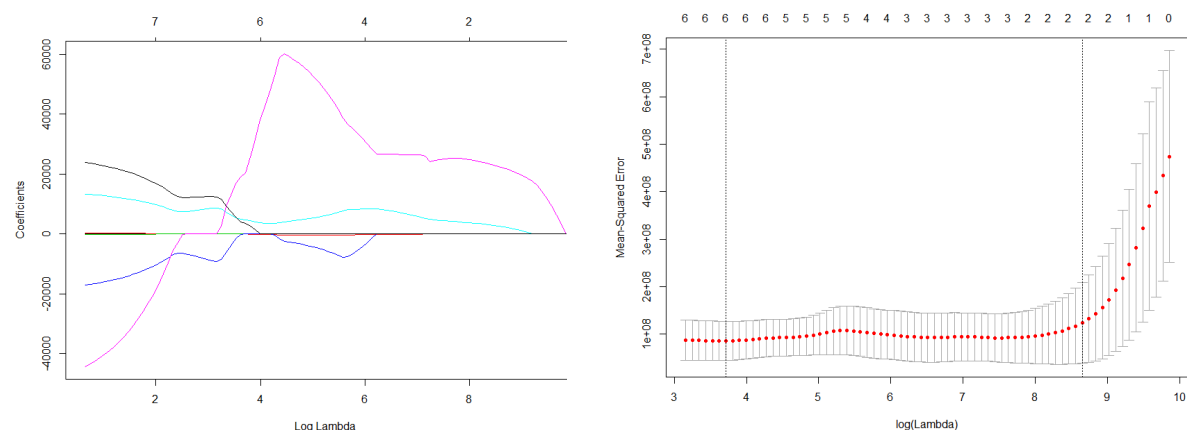 7 6 4 2
60000
40000
20000
0
-20000
-40000
Coefficients
2 4 6 8
Log Lambda
6 6 6 6 6 6 5 5 5 5 4 4 3 3 3 3 3 2 2 2 2 2 1 1 0
7e+08
6e+08
5e+08
4e+08
3e+08
2e+08
1e+08
Mean-Squared Error
3 4 5 6 7 8 9 10
log(Lambda)